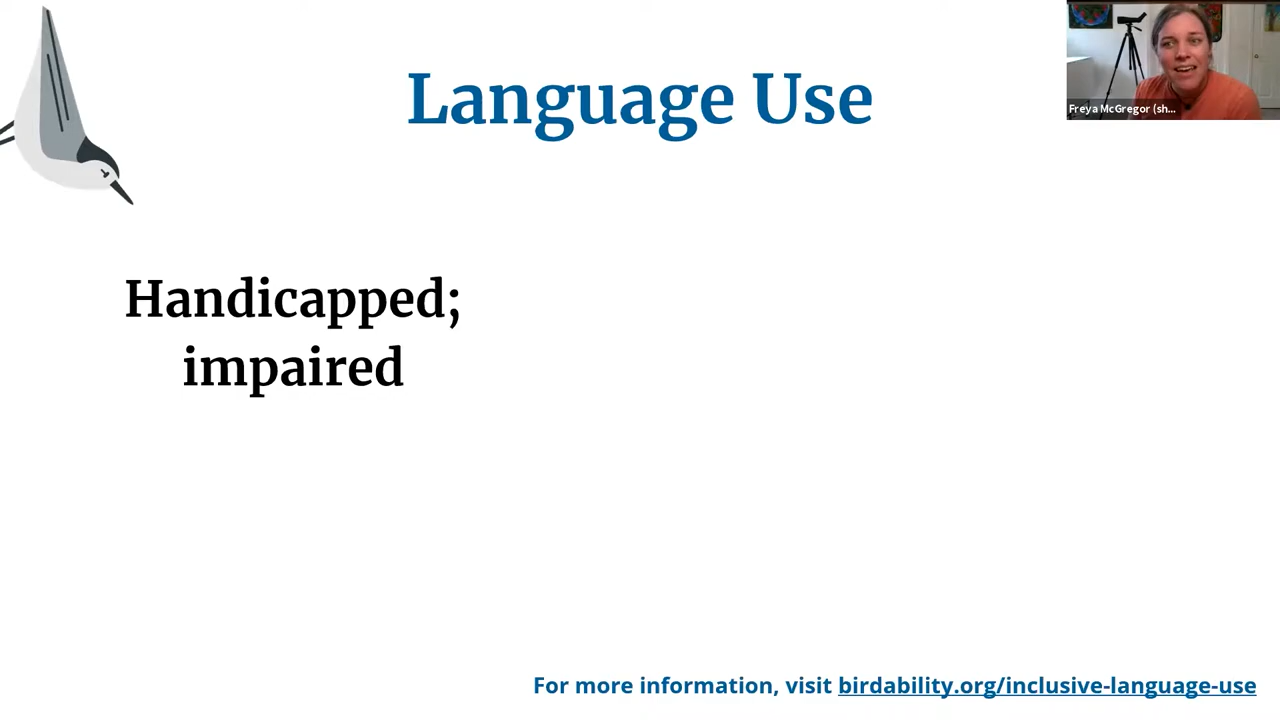 Freya McGregor (sh...
Language Use
Handicapped;
impaired
For more information, visit birdability.org/inclusive-language-use